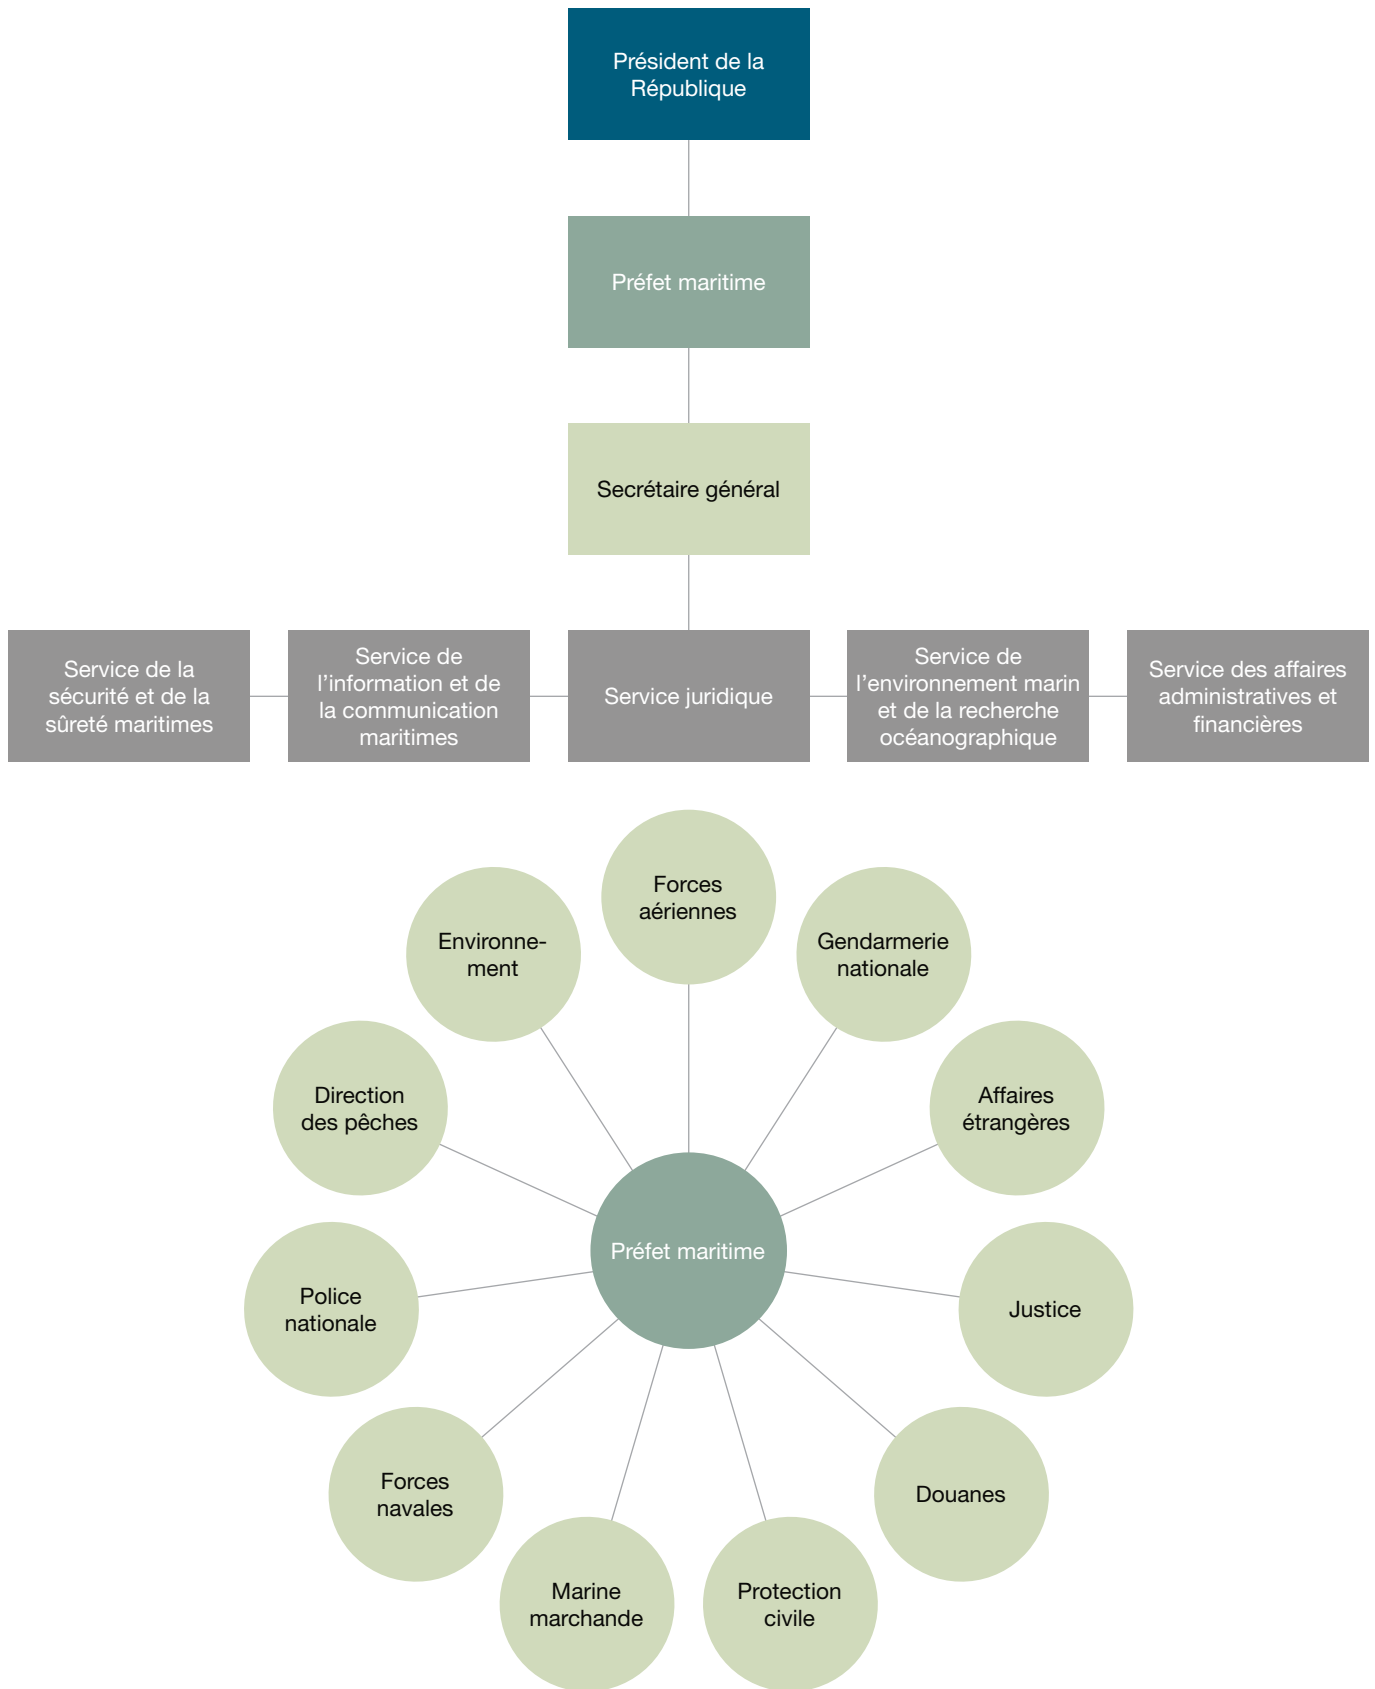 Président de la
République
Préfet maritime
Secrétaire général
Service de la
sécurité et de la
sûreté maritimes
Service de
l’information et de
la communication
maritimes
Service juridique
Service de
l’environnement marin
et de la recherche
océanographique
Service des affaires
administratives et
financières
Forces
aériennes
Environne-
ment
Gendarmerie
nationale
Direction
des pêches
Affaires
étrangères
Préfet maritime
Police
nationale
Justice
Forces
navales
Douanes
Marine
marchande
Protection
civile